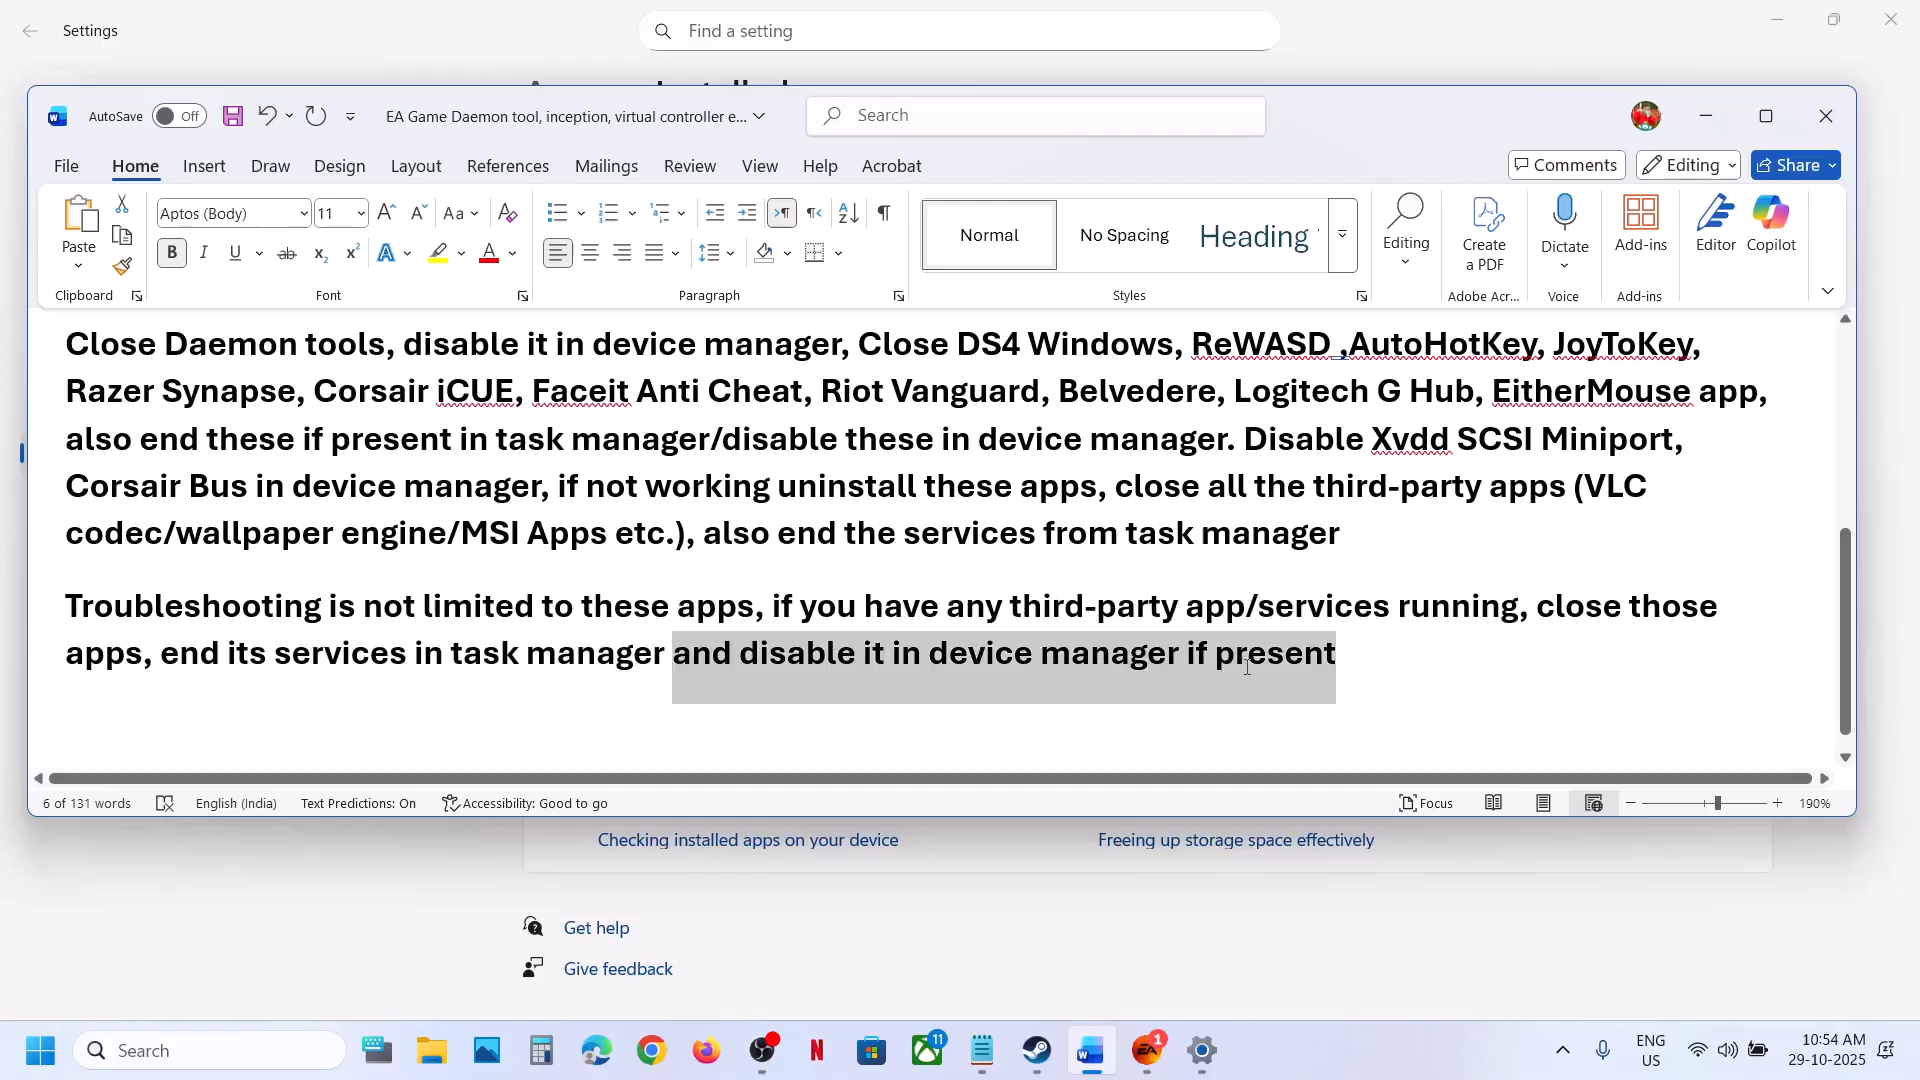 Settings
Find a setting
AutoSave Off
EA Game Daemon tool, inception, virtual controller e...
Search
File Home Insert Draw Design Layout References Mailings Review View Help Acrobat
Comments Editing Share
Paste
Aptos (Body) 11
Normal No Spacing Heading
Editing
Create
a PDF
Dictate
Add-ins
Editor
Copilot
Clipboard Font Paragraph Styles Adobe Acr... Voice Add-ins
Close Daemon tools, disable it in device manager, Close DS4 Windows, ReWASD ,AutoHotKey, JoyToKey,
Razer Synapse, Corsair iCUE, Faceit Anti Cheat, Riot Vanguard, Belvedere, Logitech G Hub, EitherMouse app,
also end these if present in task manager/disable these in device manager. Disable Xvdd SCSI Miniport,
Corsair Bus in device manager, if not working uninstall these apps, close all the third-party apps (VLC
codec/wallpaper engine/MSI Apps etc.), also end the services from task manager
Troubleshooting is not limited to these apps, if you have any third-party app/services running, close those
apps, end its services in task manager and disable it in device manager if present
6 of 131 words English (India) Text Predictions: On Accessibility: Good to go Focus 190%
Checking installed apps on your device Freeing up storage space effectively
Get help
Give feedback
Search
11
1
ENG
US
10:54 AM
29-10-2025